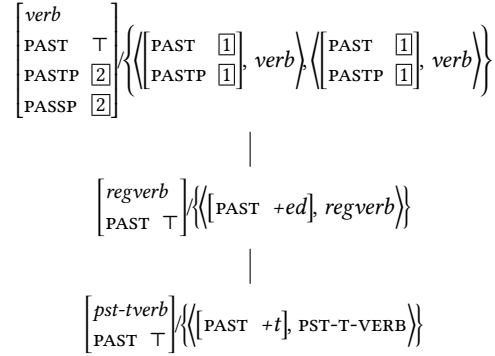 verb
PAST ⊤
PASTP 2
PASSP 2
/{⟨[PAST 1
PASTP 1], verb⟩,⟨[PAST 1
PASTP 1], verb⟩}
regverb
PAST ⊤
/{⟨[PAST +ed], regverb⟩}
pst-tverb
PAST ⊤
/{⟨[PAST +t], PST-T-VERB⟩}